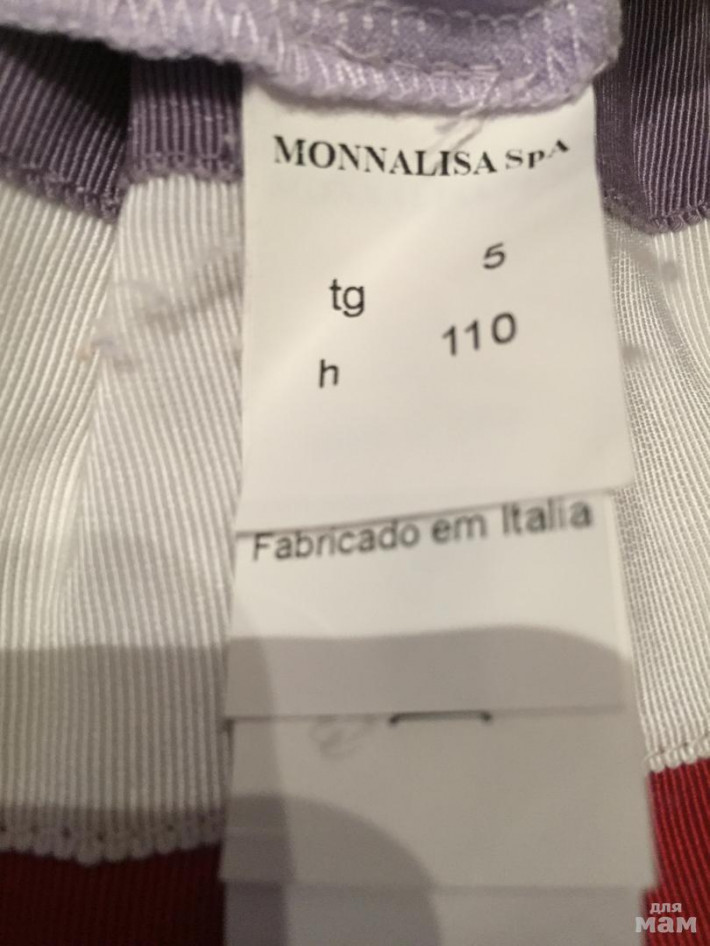 MONNALISA SpA
tg 5
h 110
Fabricado em Italia
для
мам